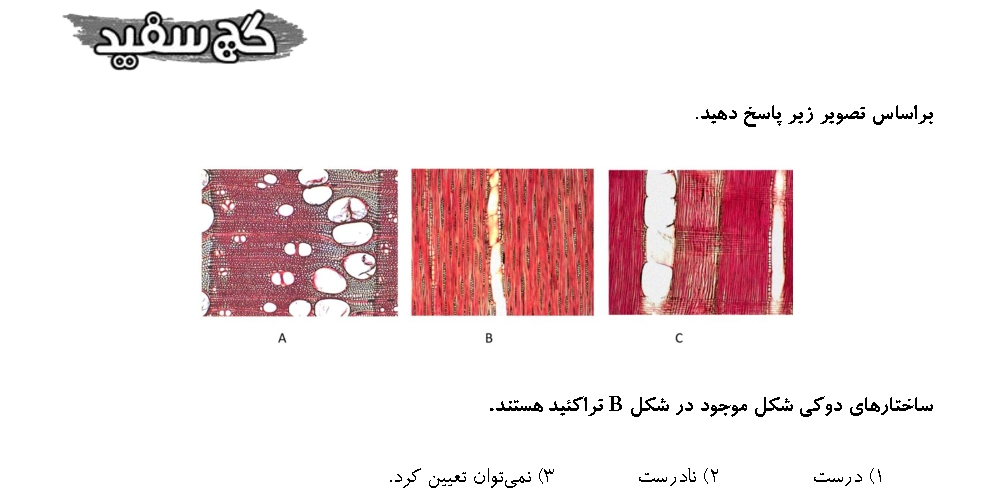 گچ سفید
براساس تصویر زیر پاسخ دهید.
A B C
ساختارهای دوکی شکل موجود در شکل B تراکئید هستند.
۱) درست ۲) نادرست ۳) نمی‌توان تعیین کرد.